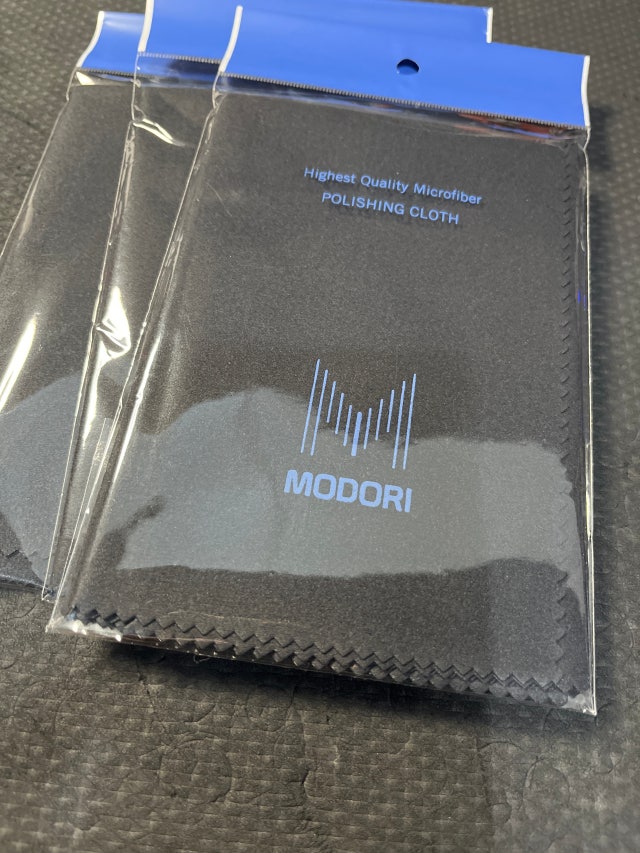 Highest Quality Microfiber
POLISHING CLOTH
MODORI